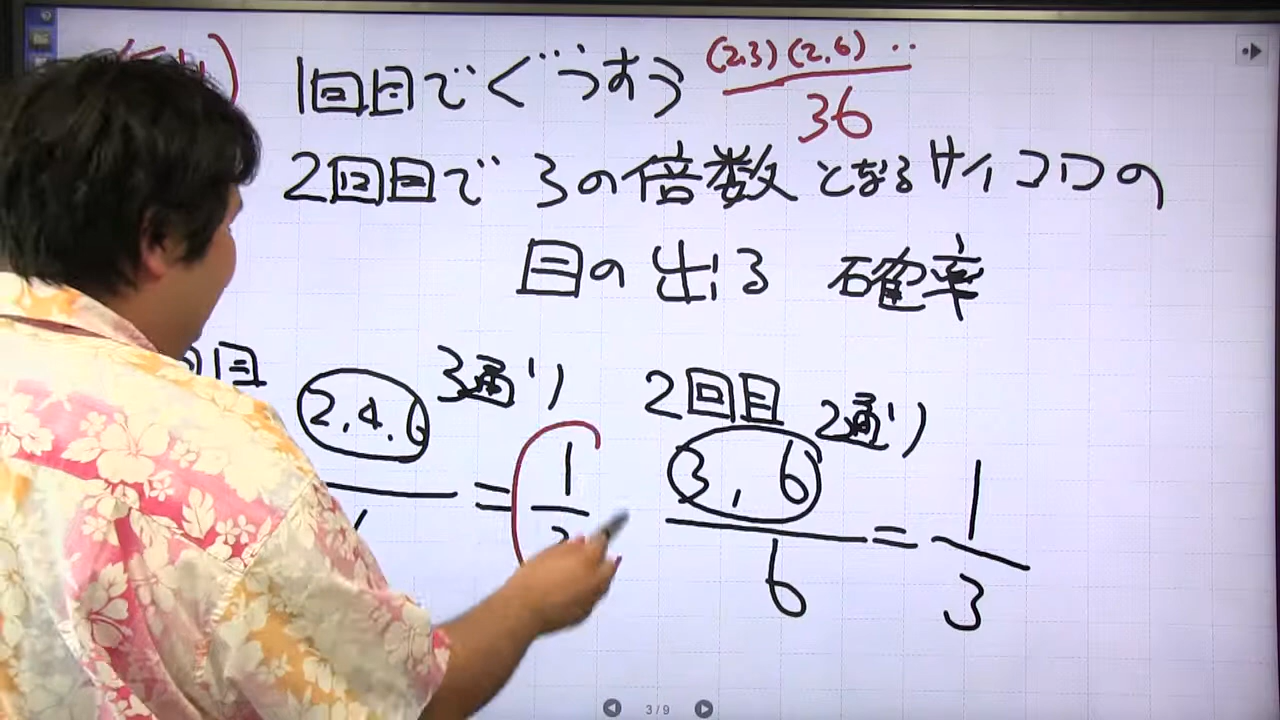 1回目でぐうすう
(2,3)(2,6)‥
36
2回目で3の倍数となるサイコロの
目の出る 確率
回目 3通り 2回目 2通り
2,4,6 = 1 3,6 = 1
6 3
3/9